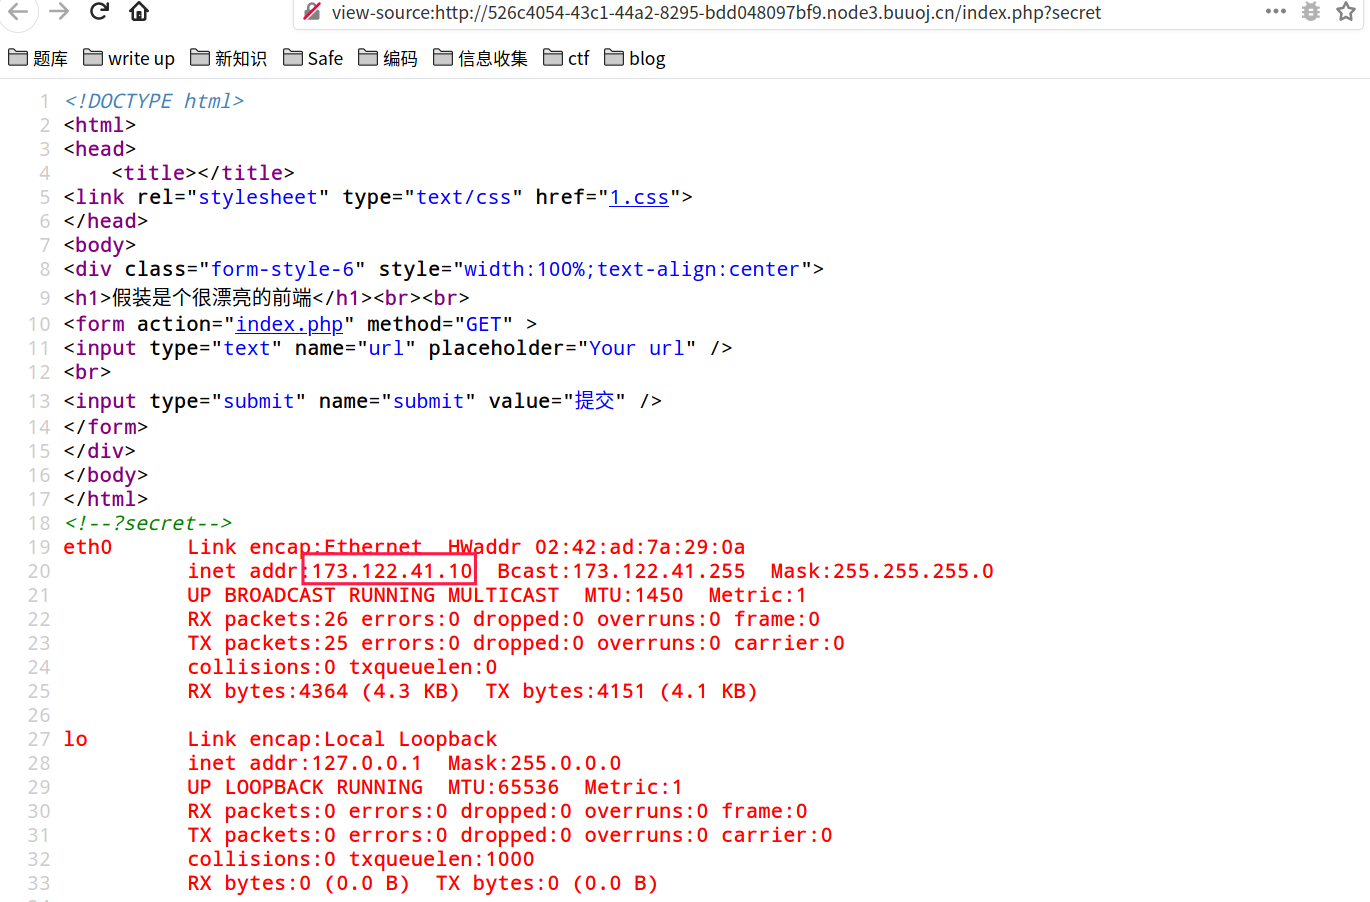 view-source:http://526c4054-43c1-44a2-8295-bdd048097bf9.node3.buuoj.cn/index.php?secret
题库 write up 新知识 Safe 编码 信息收集 ctf blog
1 <!DOCTYPE html>
2 <html>
3 <head>
4     <title></title>
5 <link rel="stylesheet" type="text/css" href="1.css">
6 </head>
7 <body>
8 <div class="form-style-6" style="width:100%;text-align:center">
9 <h1>假装是个很漂亮的前端</h1><br><br>
10 <form action="index.php" method="GET" >
11 <input type="text" name="url" placeholder="Your url" />
12 <br>
13 <input type="submit" name="submit" value="提交" />
14 </form>
15 </div>
16 </body>
17 </html>
18 <!--?secret-->
19 eth0      Link encap:Ethernet  HWaddr 02:42:ad:7a:29:0a
20           inet addr:173.122.41.10  Bcast:173.122.41.255  Mask:255.255.255.0
21           UP BROADCAST RUNNING MULTICAST  MTU:1450  Metric:1
22           RX packets:26 errors:0 dropped:0 overruns:0 frame:0
23           TX packets:25 errors:0 dropped:0 overruns:0 carrier:0
24           collisions:0 txqueuelen:0
25           RX bytes:4364 (4.3 KB)  TX bytes:4151 (4.1 KB)
26
27 lo        Link encap:Local Loopback
28           inet addr:127.0.0.1  Mask:255.0.0.0
29           UP LOOPBACK RUNNING  MTU:65536  Metric:1
30           RX packets:0 errors:0 dropped:0 overruns:0 frame:0
31           TX packets:0 errors:0 dropped:0 overruns:0 carrier:0
32           collisions:0 txqueuelen:1000
33           RX bytes:0 (0.0 B)  TX bytes:0 (0.0 B)